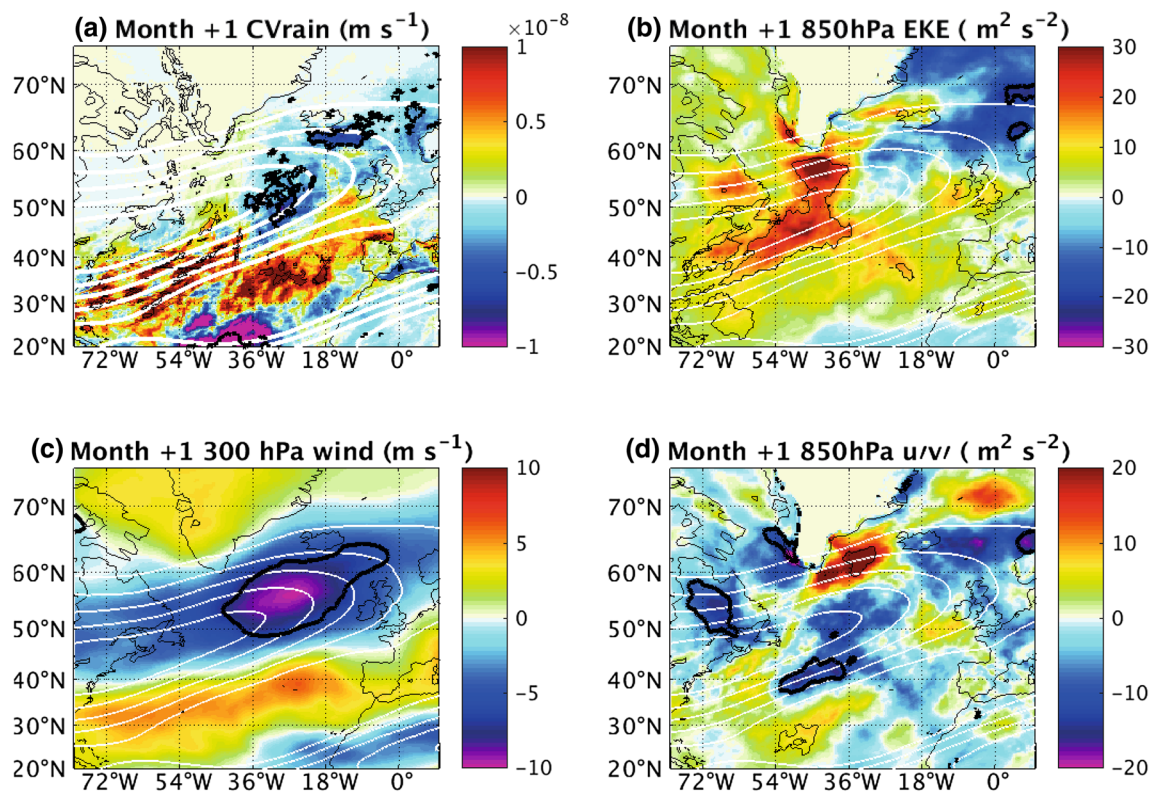 (a) Month +1 CVrain (m s⁻¹)
×10⁻⁸
70°N
60°N
50°N
40°N
30°N
20°N
72°W 54°W 36°W 18°W 0°
1
0.5
0
−0.5
−1
(b) Month +1 850hPa EKE ( m² s⁻²)
70°N
60°N
50°N
40°N
30°N
20°N
72°W 54°W 36°W 18°W 0°
30
20
10
0
−10
−20
−30
(c) Month +1 300 hPa wind (m s⁻¹)
70°N
60°N
50°N
40°N
30°N
20°N
72°W 54°W 36°W 18°W 0°
10
5
0
−5
−10
(d) Month +1 850hPa u′v′ ( m² s⁻²)
70°N
60°N
50°N
40°N
30°N
20°N
72°W 54°W 36°W 18°W 0°
20
10
0
−10
−20